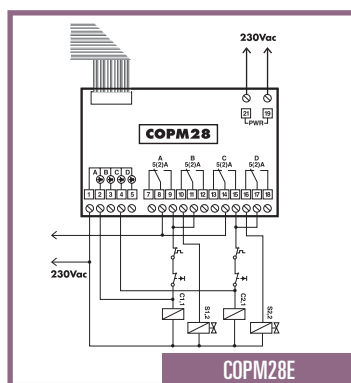 230Vac
21 19
PWR
COPM28
A B C D
5(2)A 5(2)A 5(2)A 5(2)A
A B C D
1 2 3 4 5 7 8 9 10 11 12 13 14 15 16 17 18
230Vac
C1,1
S1,2
C2,1
S2,2
COPM28E